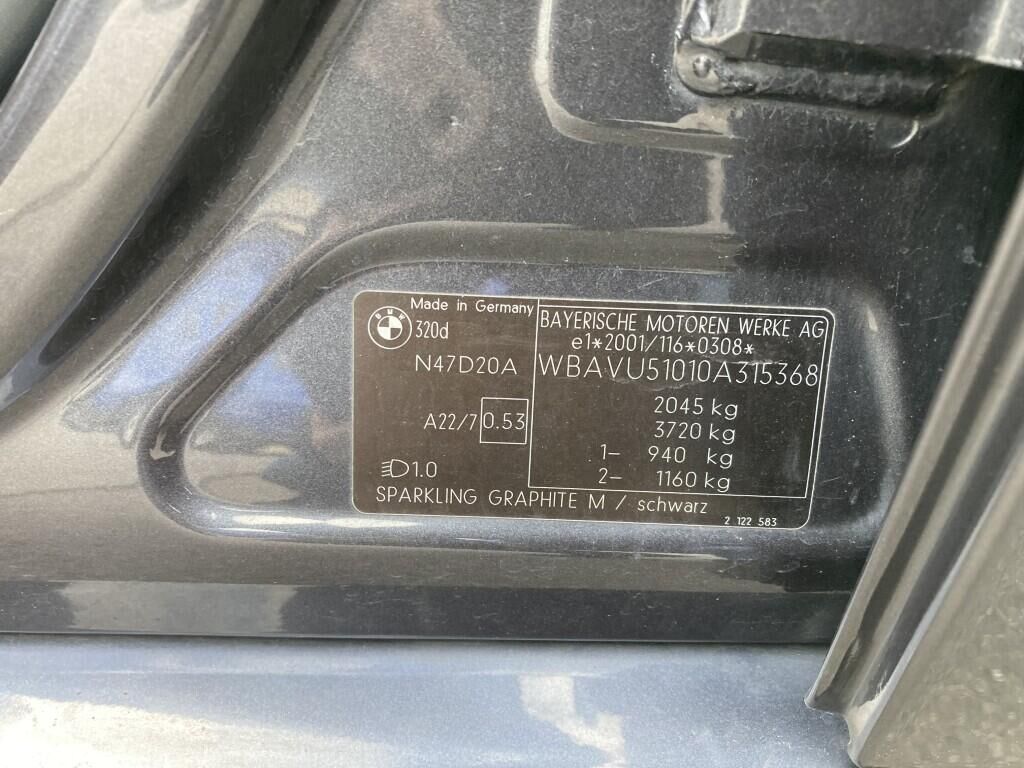 Made in Germany
BMW
320d
N47D20A
A22/7 0.53
1.0
BAYERISCHE MOTOREN WERKE AG
e1*2001/116*0308*
WBAVU51010A315368
2045 kg
3720 kg
1- 940 kg
2- 1160 kg
SPARKLING GRAPHITE M / schwarz
2 122 583